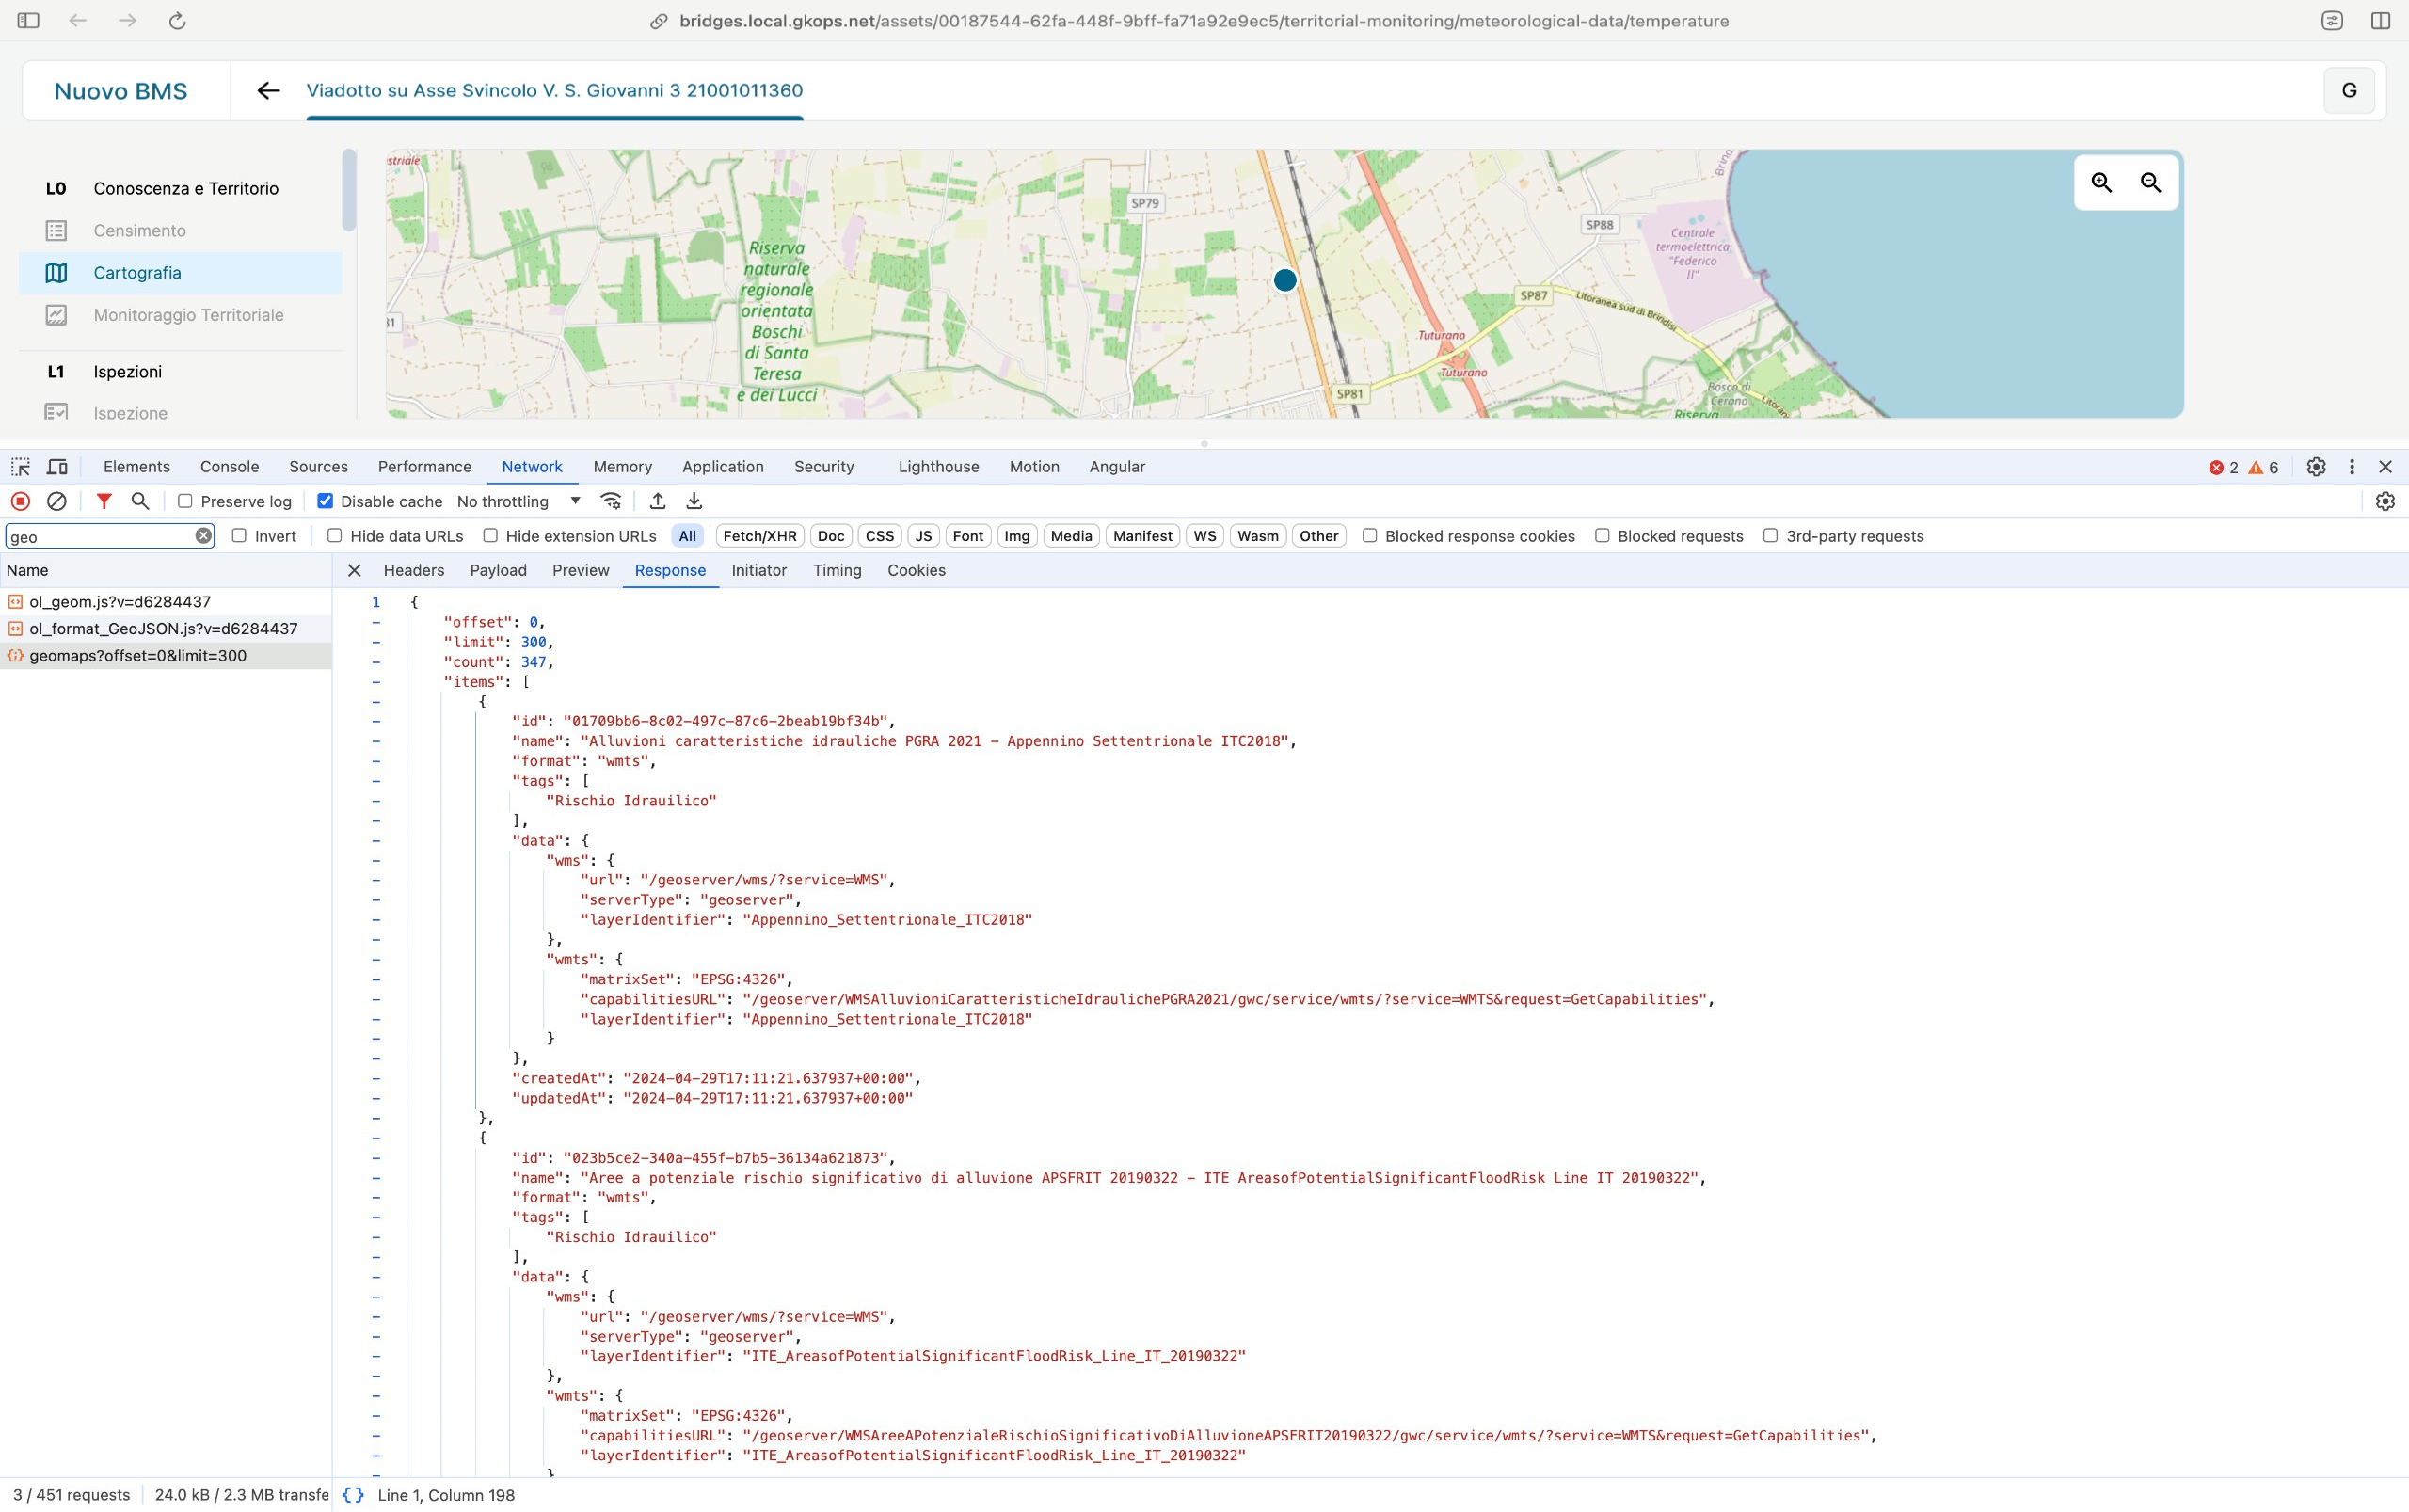 bridges.local.gkops.net/assets/00187544-62fa-448f-9bff-fa71a92e9ec5/territorial-monitoring/meteorological-data/temperature
Nuovo BMS
Viadotto su Asse Svincolo V. S. Giovanni 3 21001011360
G
L0 Conoscenza e Territorio
Censimento
Cartografia
Monitoraggio Territoriale
L1 Ispezioni
Ispezione
striale
SP79
Riserva
naturale
regionale
orientata
Boschi
di Santa
Teresa
e dei Lucci
SP88
Centrale
termoelettrica
"Federico
II"
SP87
Litoranea sud di Brindisi
Tuturano
Tuturano
SP81
Bosco di
Cerano
Riserva
Elements Console Sources Performance Network Memory Application Security Lighthouse Motion Angular 2 6
Preserve log Disable cache No throttling
geo Invert Hide data URLs Hide extension URLs All Fetch/XHR Doc CSS JS Font Img Media Manifest WS Wasm Other Blocked response cookies Blocked requests 3rd-party requests
Name
ol_geom.js?v=d6284437
ol_format_GeoJSON.js?v=d6284437
geomaps?offset=0&limit=300
Headers Payload Preview Response Initiator Timing Cookies
1 {
- "offset": 0,
- "limit": 300,
- "count": 347,
- "items": [
- {
- "id": "01709bb6-8c02-497c-87c6-2beab19bf34b",
- "name": "Alluvioni caratteristiche idrauliche PGRA 2021 - Appennino Settentrionale ITC2018",
- "format": "wmts",
- "tags": [
- "Rischio Idrauilico"
- ],
- "data": {
- "wms": {
- "url": "/geoserver/wms/?service=WMS",
- "serverType": "geoserver",
- "layerIdentifier": "Appennino_Settentrionale_ITC2018"
- },
- "wmts": {
- "matrixSet": "EPSG:4326",
- "capabilitiesURL": "/geoserver/WMSAlluvioniCaratteristicheIdraulichePGRA2021/gwc/service/wmts/?service=WMTS&request=GetCapabilities",
- "layerIdentifier": "Appennino_Settentrionale_ITC2018"
- }
- },
- "createdAt": "2024-04-29T17:11:21.637937+00:00",
- "updatedAt": "2024-04-29T17:11:21.637937+00:00"
- },
- {
- "id": "023b5ce2-340a-455f-b7b5-36134a621873",
- "name": "Aree a potenziale rischio significativo di alluvione APSFRIT 20190322 - ITE AreasofPotentialSignificantFloodRisk Line IT 20190322",
- "format": "wmts",
- "tags": [
- "Rischio Idrauilico"
- ],
- "data": {
- "wms": {
- "url": "/geoserver/wms/?service=WMS",
- "serverType": "geoserver",
- "layerIdentifier": "ITE_AreasofPotentialSignificantFloodRisk_Line_IT_20190322"
- },
- "wmts": {
- "matrixSet": "EPSG:4326",
- "capabilitiesURL": "/geoserver/WMSAreeAPotenzialeRischioSignificativoDiAlluvioneAPSFRIT20190322/gwc/service/wmts/?service=WMTS&request=GetCapabilities",
- "layerIdentifier": "ITE_AreasofPotentialSignificantFloodRisk_Line_IT_20190322"
- }
3 / 451 requests 24.0 kB / 2.3 MB transfe {} Line 1, Column 198